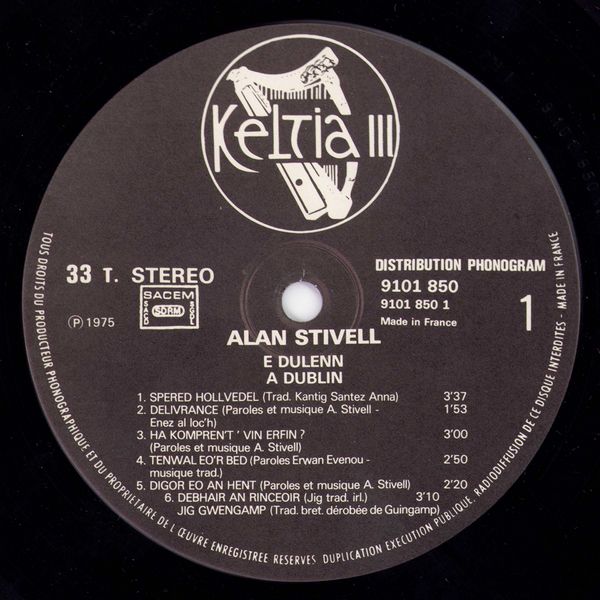 Keltia III
33 T. STEREO
SACEM
SACD SDRM SGDL
℗ 1975
DISTRIBUTION PHONOGRAM
9101 850
9101 850 1
Made in France
1
ALAN STIVELL
E DULENN
A DUBLIN
1. SPERED HOLLVEDEL (Trad. Kantig Santez Anna) 3'37
2. DELIVRANCE (Paroles et musique A. Stivell - 1'53
Enez al loc'h)
3. HA KOMPREN'T ' VIN ERFIN ? 3'00
(Paroles et musique A. Stivell)
4. TENWAL EO'R BED (Paroles Erwan Evenou - 2'50
musique trad.)
5. DIGOR EO AN HENT (Paroles et musique A. Stivell) 2'20
6. DEBHAIR AN RINCEOIR (Jig trad. irl.) 3'10
JIG GWENGAMP (Trad. bret. dérobée de Guingamp)
TOUS DROITS DU PRODUCTEUR PHONOGRAPHIQUE ET DU PROPRIETAIRE DE L'ŒUVRE ENREGISTREE RESERVES DUPLICATION EXECUTION PUBLIQUE, RADIODIFFUSION DE CE DISQUE INTERDITES - MADE IN FRANCE